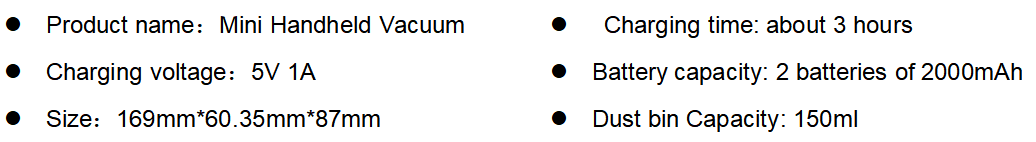 ● Product name：Mini Handheld Vacuum
● Charging voltage：5V 1A
● Size：169mm*60.35mm*87mm
● Charging time: about 3 hours
● Battery capacity: 2 batteries of 2000mAh
● Dust bin Capacity: 150ml